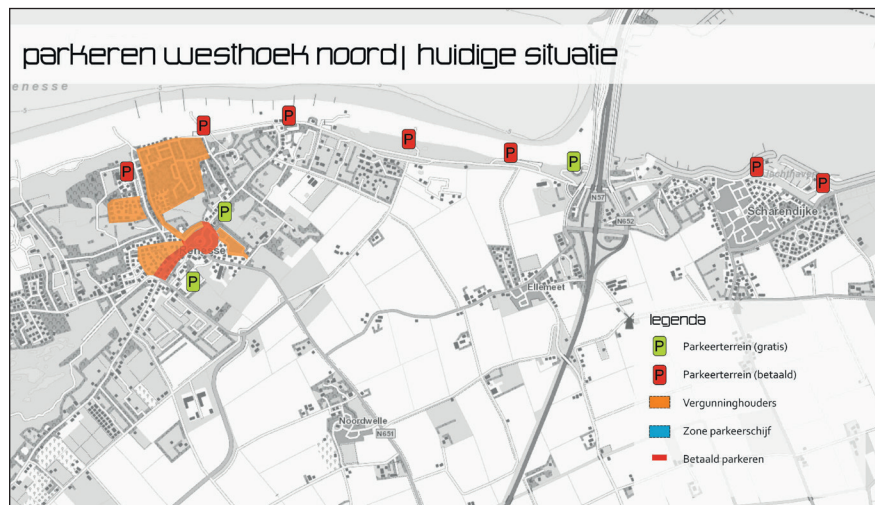 parkeren westhoek noord| huidige situatie
enesse
P
P
P
P
P
P
P
P
P
P
N57
N652
Scharendijke
Ellemeet
Noordwelle
N651
legenda
P Parkeerterrein (gratis)
P Parkeerterrein (betaald)
Vergunninghouders
Zone parkeerschijf
Betaald parkeren